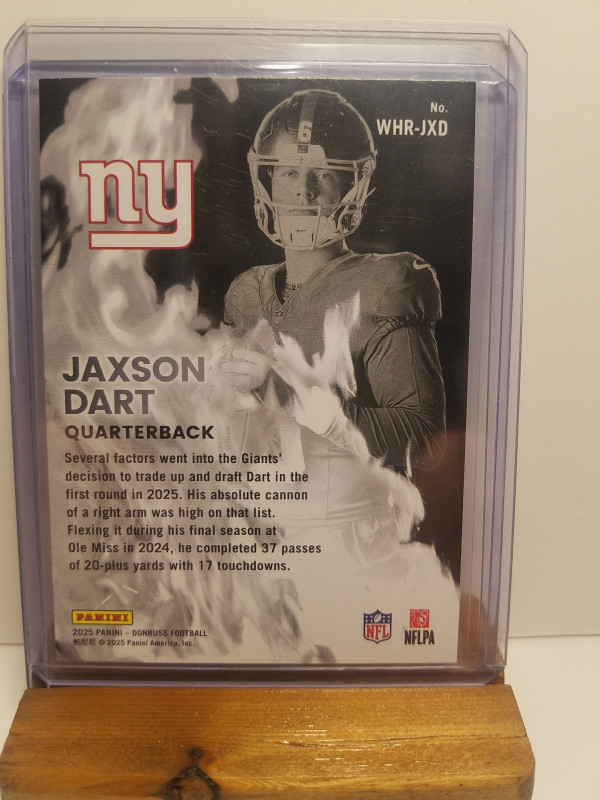 No.
WHR-JXD
6
ny
JAXSON
DART
QUARTERBACK
Several factors went into the Giants'
decision to trade up and draft Dart in the
first round in 2025. His absolute cannon
of a right arm was high on that list.
Flexing it during his final season at
Ole Miss in 2024, he completed 37 passes
of 20-plus yards with 17 touchdowns.
PANINI
2025 PANINI – DONRUSS FOOTBALL
帕尼尼 © 2025 Panini America, Inc.
NFL
NFLPA